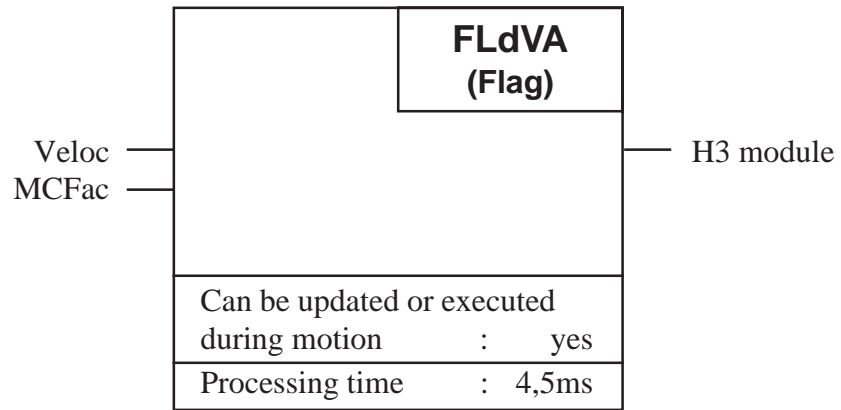 FLdVA
(Flag)
Veloc
H3 module
MCFac
Can be updated or executed
during motion : yes
Processing time : 4,5ms